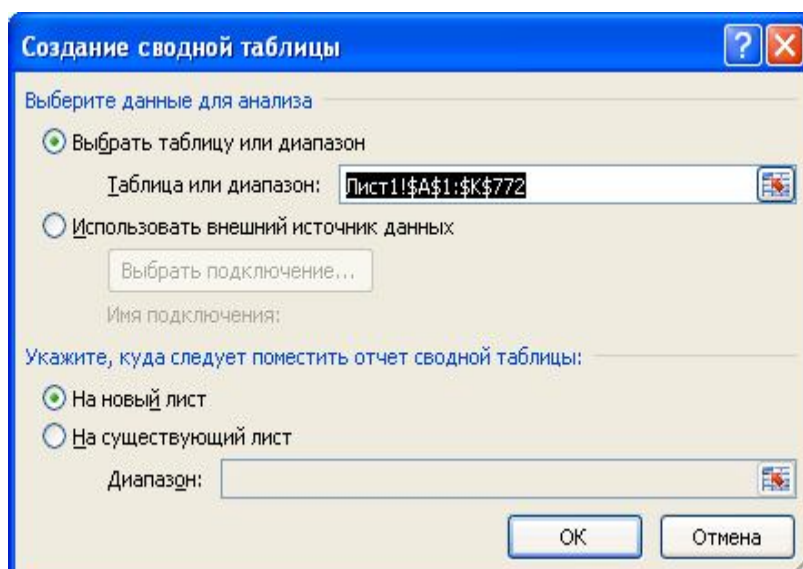 Создание сводной таблицы
?
Выберите данные для анализа
Выбрать таблицу или диапазон
Таблица или диапазон: Лист1!$A$1:$K$772
Использовать внешний источник данных
Выбрать подключение...
Имя подключения:
Укажите, куда следует поместить отчет сводной таблицы:
На новый лист
На существующий лист
Диапазон:
ОК Отмена